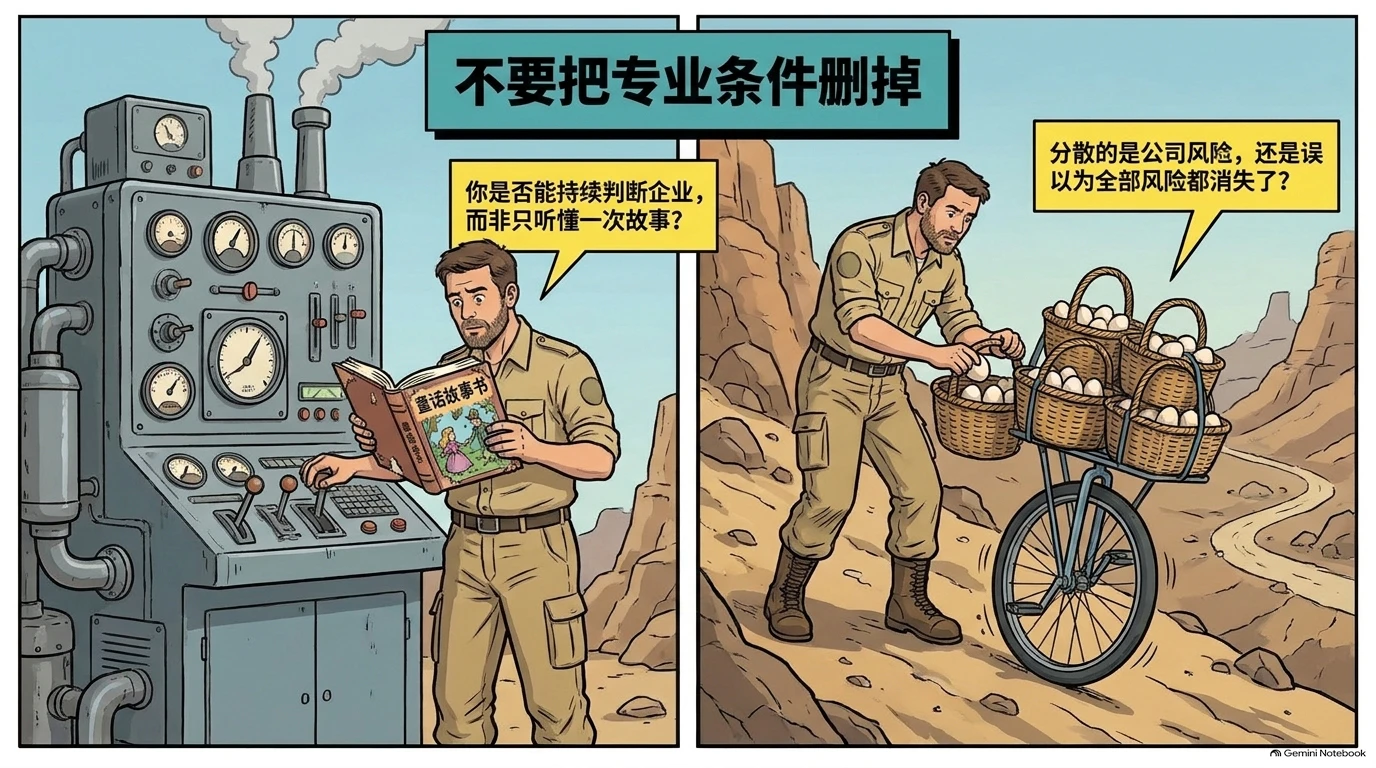 不要把专业条件删掉
你是否能持续判断企业，
而非只听懂一次故事？
分散的是公司风险，还是误
以为全部风险都消失了？
童话故事书
Gemini Notebook